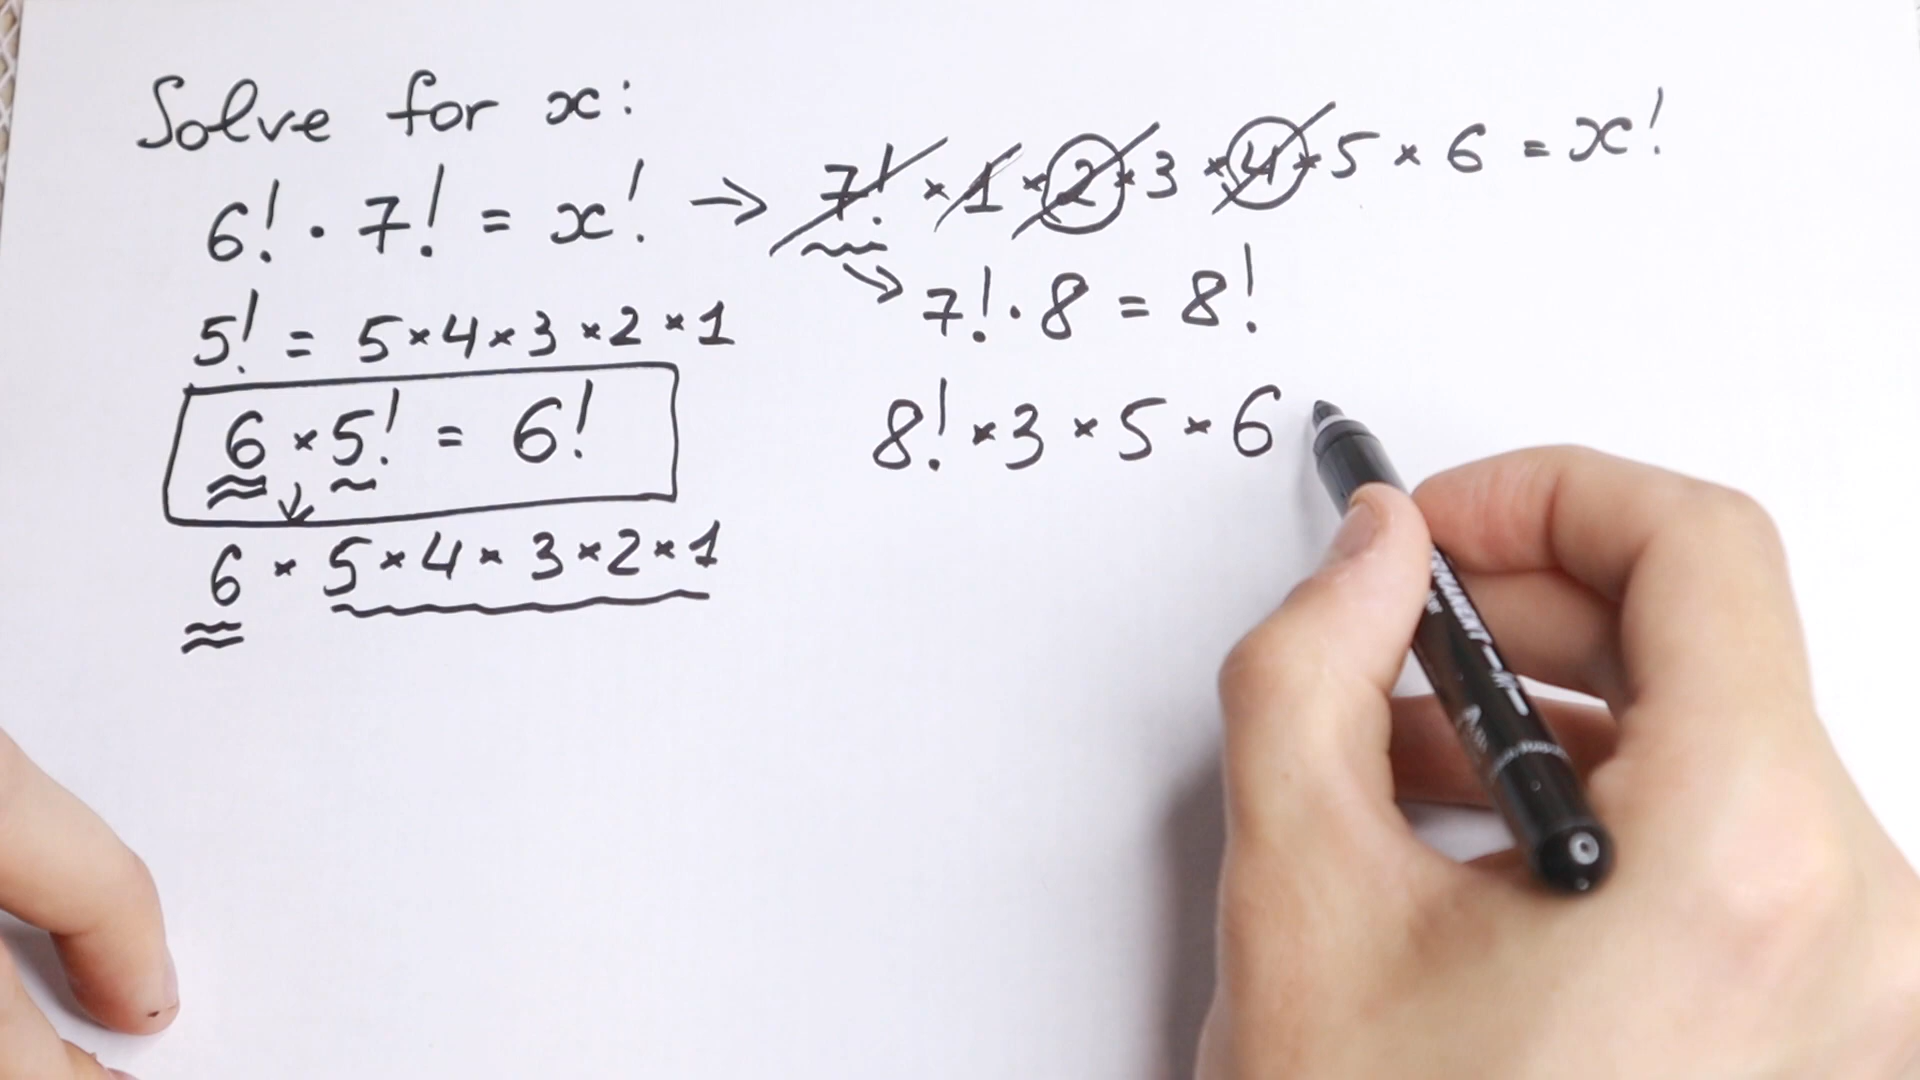 Solve for x:
6! · 7! = x! → 7! × 1 × 2 × 3 × 4 × 5 × 6 = x!
5! = 5 × 4 × 3 × 2 × 1
6 × 5! = 6!
6 × 5 × 4 × 3 × 2 × 1
→ 7! · 8 = 8!
8! × 3 × 5 × 6